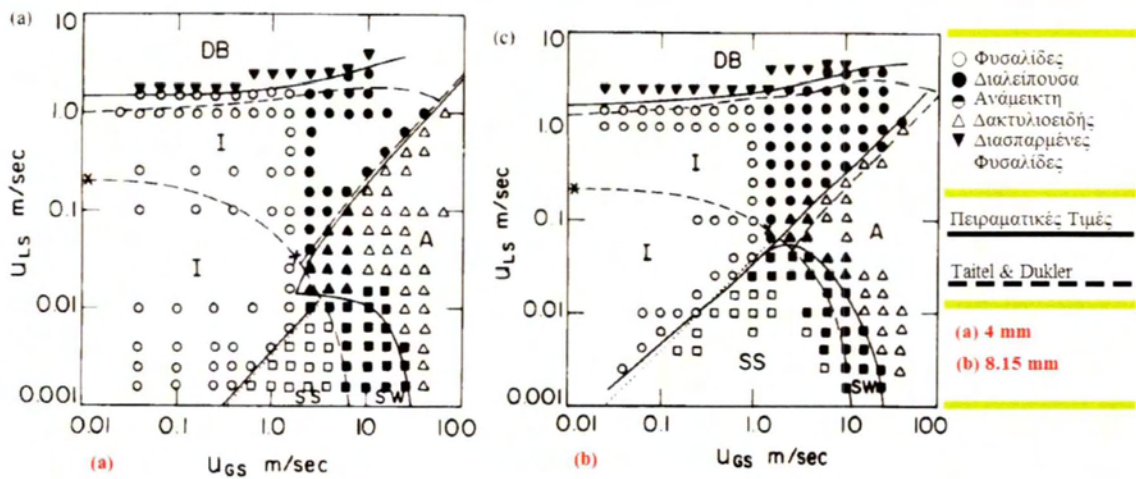 (a)
10
1.0
0.1
0.01
0.001
U_LS m/sec
DB
I
I
A
SS
SW
0.01
0.1
1.0
10
100
(a)
U_GS m/sec
(c)
10
1.0
0.1
0.01
0.001
U_LS m/sec
DB
I
I
A
SS
SW
0.01
0.1
1.0
10
100
(b)
U_GS m/sec
Φυσαλίδες
Διαλείπουσα
Ανάμεικτη
Δακτυλιοειδής
Διασπαρμένες
Φυσαλίδες
Πειραματικές Τιμές
Taitel & Dukler
(a) 4 mm
(b) 8.15 mm